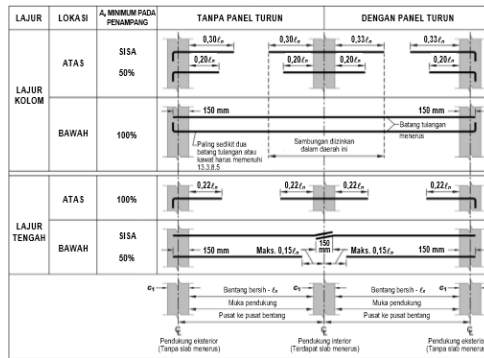 LAJUR LOKASI As MINIMUM PADA PENAMPANG TANPA PANEL TURUN DENGAN PANEL TURUN
LAJUR KOLOM
ATAS
SISA
50%
0,30ℓn 0,30ℓn 0,33ℓn 0,33ℓn
0,20ℓn 0,20ℓn 0,20ℓn 0,20ℓn
BAWAH
100%
150 mm 150 mm
Batang tulangan
menerus
Paling sedikit dua
batang tulangan atau
kawat harus memenuhi
13.3.8.5
Sambungan diizinkan
dalam daerah ini
LAJUR TENGAH
ATAS
100%
0,22ℓn 0,22ℓn 0,22ℓn 0,22ℓn
BAWAH
SISA
50%
150 mm Maks. 0,15ℓn 150 mm Maks. 0,15ℓn 150 mm
c1 Bentang bersih - ℓn c1 Bentang bersih - ℓn c1
Muka pendukung Muka pendukung
Pusat ke pusat bentang Pusat ke pusat bentang
℄ ℄ ℄
Pendukung eksterior Pendukung interior Pendukung eksterior
(Tanpa slab menerus) (Terdapat slab menerus) (Tanpa slab menerus)